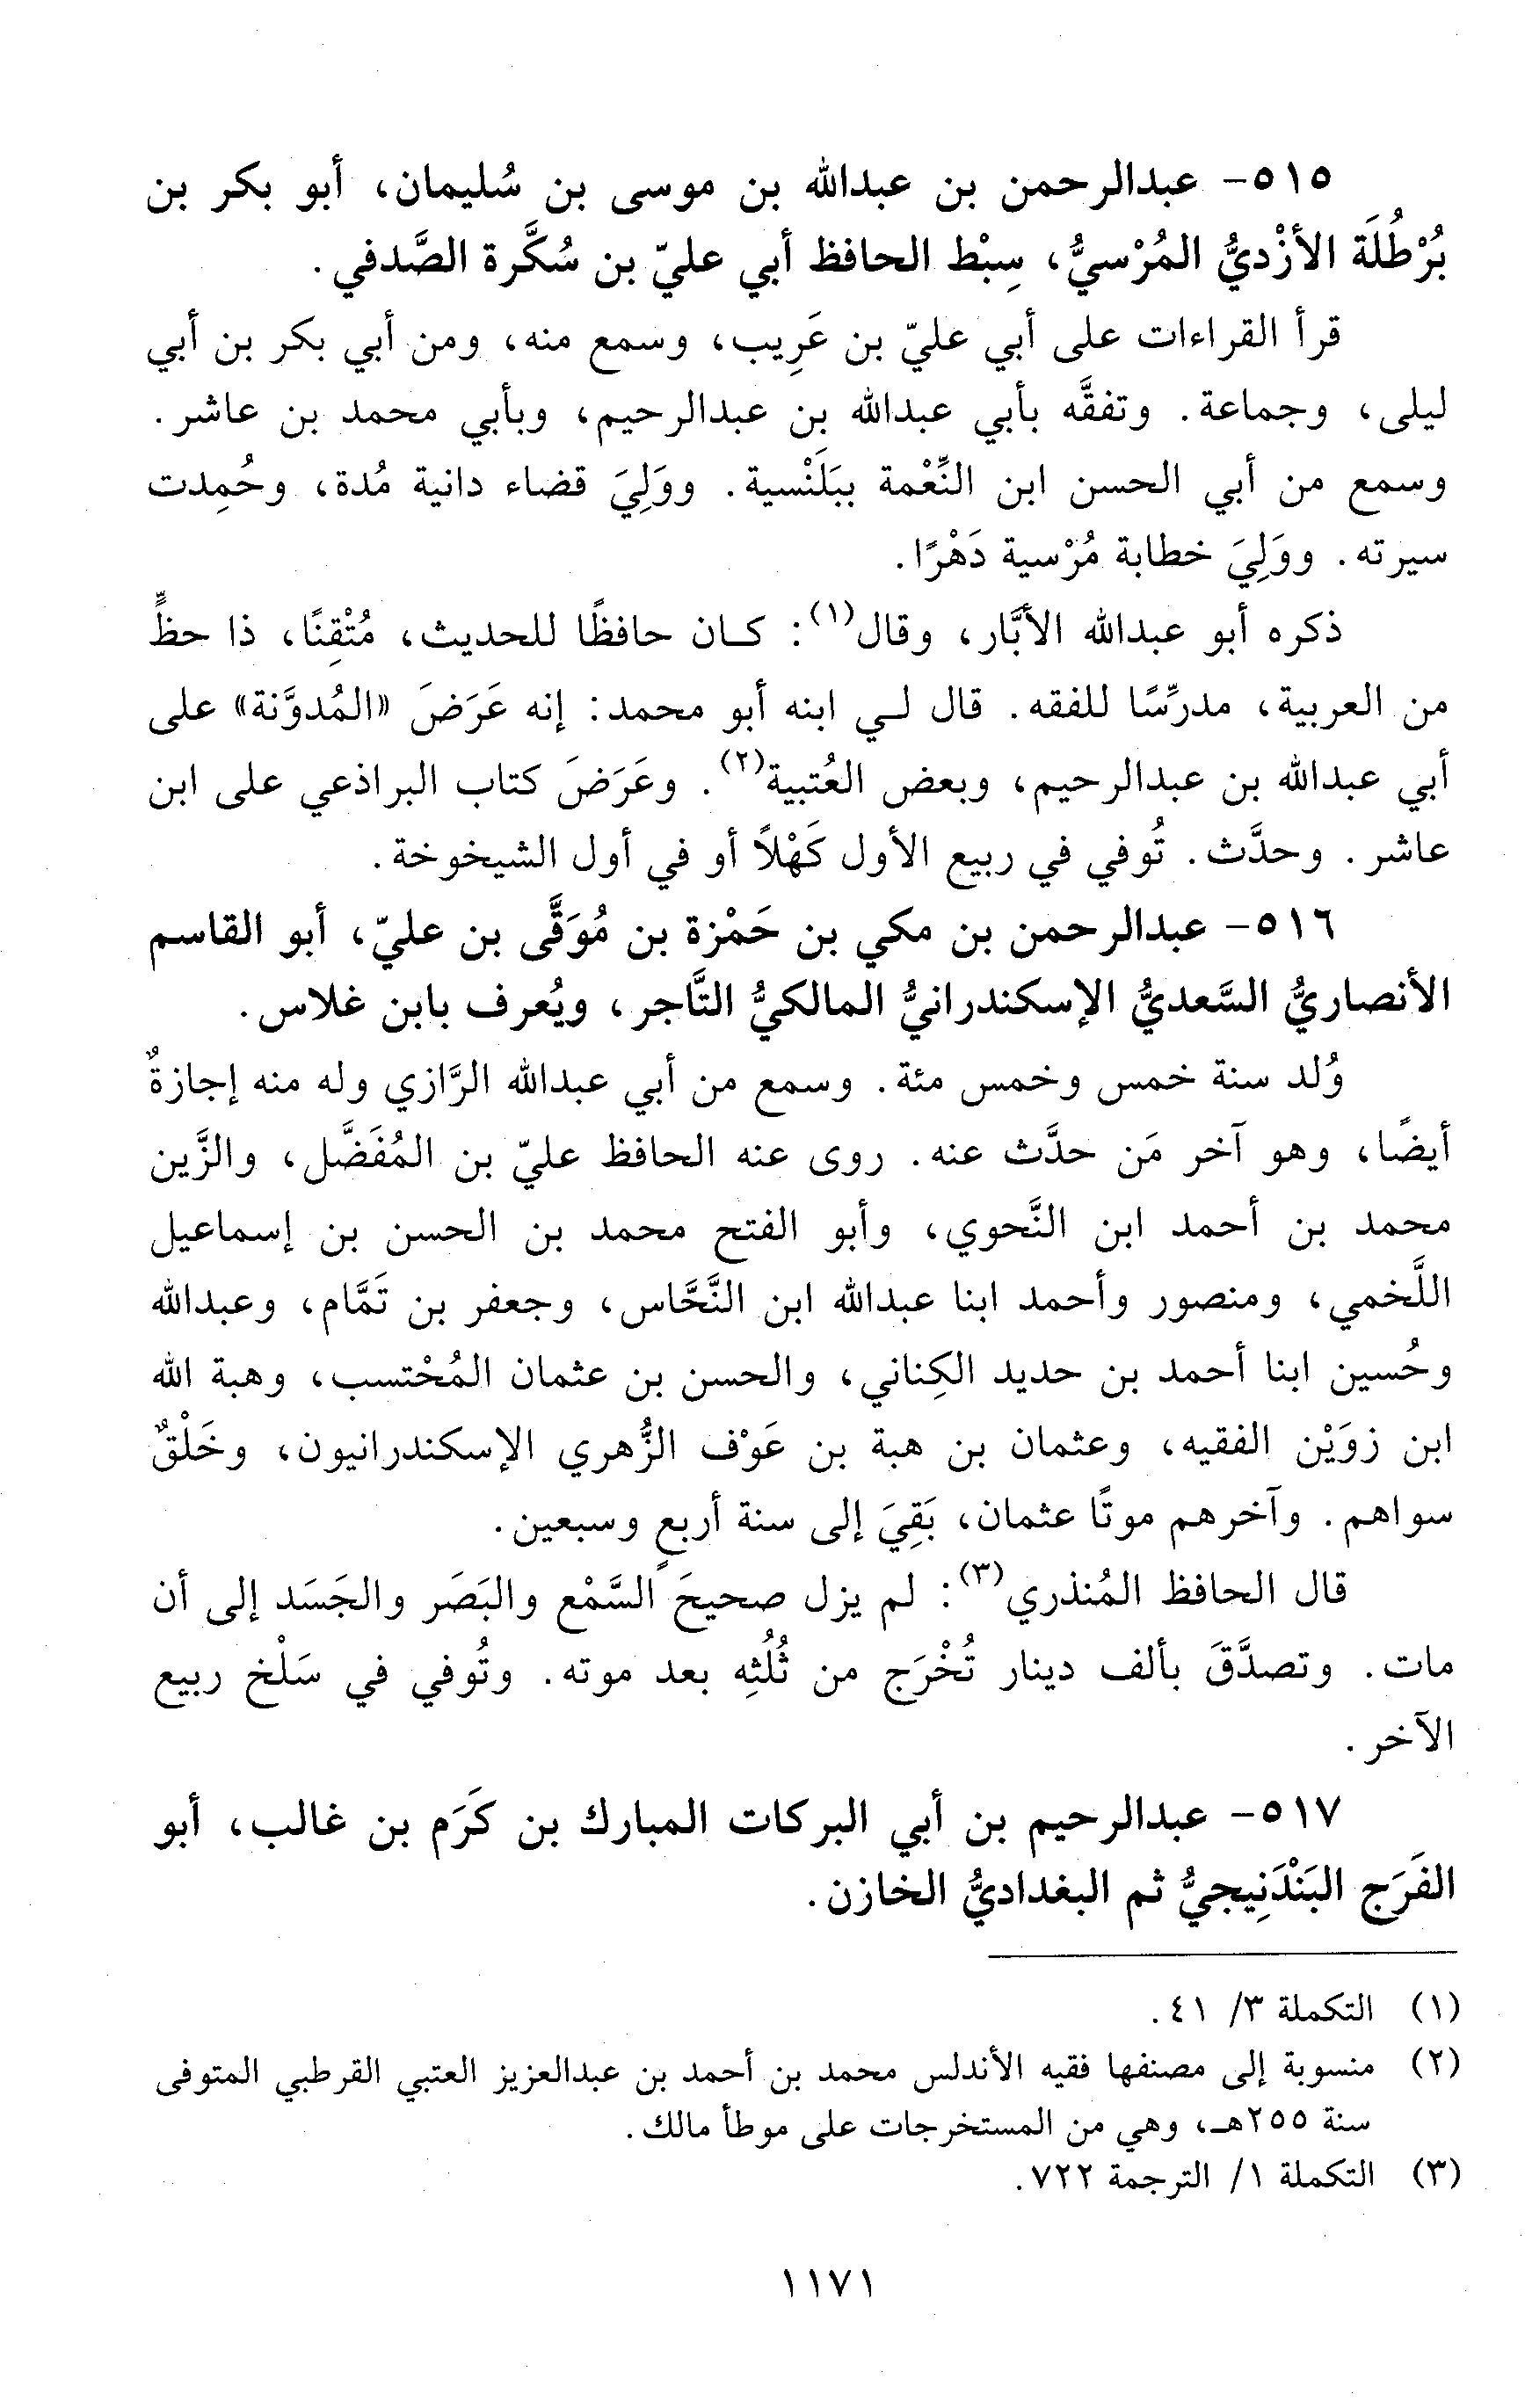 ٥١٥- عبدالرحمن بن عبدالله بن موسى بن سُليمان، أبو بكر بن
بُرْطُلَة الأزْديُّ المُرْسيُّ، سِبْط الحافظ أبي عليّ بن سُكَّرة الصَّدفي.
قرأ القراءات على أبي عليّ بن عَرِيب، وسمع منه، ومن أبي بكر بن أبي
ليلى، وجماعة. وتفقَّه بأبي عبدالله بن عبدالرحيم، وبأبي محمد بن عاشر.
وسمع من أبي الحسن ابن النِّعْمة ببَلَنْسية. ووَلِيَ قضاء دانية مُدة، وحُمِدت
سيرته. ووَلِيَ خطابة مُرْسية دَهْرًا.
ذكره أبو عبدالله الأبَّار، وقال(١): كـان حافظًا للحديث، مُتْقِنًا، ذا حظٍّ
من العربية، مدرِّسًا للفقه. قال لـي ابنه أبو محمد: إنه عَرَضَ «المُدوَّنة» على
أبي عبدالله بن عبدالرحيم، وبعض العُتبية(٢). وعَرَضَ كتاب البراذعي على ابن
عاشر. وحدَّث. تُوفي في ربيع الأول كَهْلاً أو في أول الشيخوخة.
٥١٦- عبدالرحمن بن مكي بن حَمْزة بن مُوَقَّى بن عليّ، أبو القاسم
الأنصاريُّ السَّعديُّ الإسكندرانيُّ المالكيُّ التَّاجر، ويُعرف بابن غلاس.
وُلد سنة خمس وخمس مئة. وسمع من أبي عبدالله الرَّازي وله منه إجازةٌ
أيضًا، وهو آخر مَن حدَّث عنه. روى عنه الحافظ عليّ بن المُفَضَّل، والزَّين
محمد بن أحمد ابن النَّحوي، وأبو الفتح محمد بن الحسن بن إسماعيل
اللَّخمي، ومنصور وأحمد ابنا عبدالله ابن النَّحَّاس، وجعفر بن تَمَّام، وعبدالله
وحُسين ابنا أحمد بن حديد الكِناني، والحسن بن عثمان المُحْتسب، وهبة الله
ابن زوَيْن الفقيه، وعثمان بن هبة بن عَوْف الزُّهري الإسكندرانيون، وخَلْقٌ
سواهم. وآخرهم موتًا عثمان، بَقِيَ إلى سنة أربعٍ وسبعين.
قال الحافظ المُنذري(٣): لم يزل صحيحَ السَّمْع والبَصَر والجَسَد إلى أن
مات. وتصدَّقَ بألف دينار تُخْرَج من ثُلُثِه بعد موته. وتُوفي في سَلْخ ربيع
الآخر.
٥١٧- عبدالرحيم بن أبي البركات المبارك بن كَرَم بن غالب، أبو
الفَرَج البَنْدَنِيجيُّ ثم البغداديُّ الخازن.
(١) التكملة ٣/ ٤١.
(٢) منسوبة إلى مصنفها فقيه الأندلس محمد بن أحمد بن عبدالعزيز العتبي القرطبي المتوفى
سنة ٢٥٥هـ، وهي من المستخرجات على موطأ مالك.
(٣) التكملة ١/ الترجمة ٧٢٢.
١١٧١